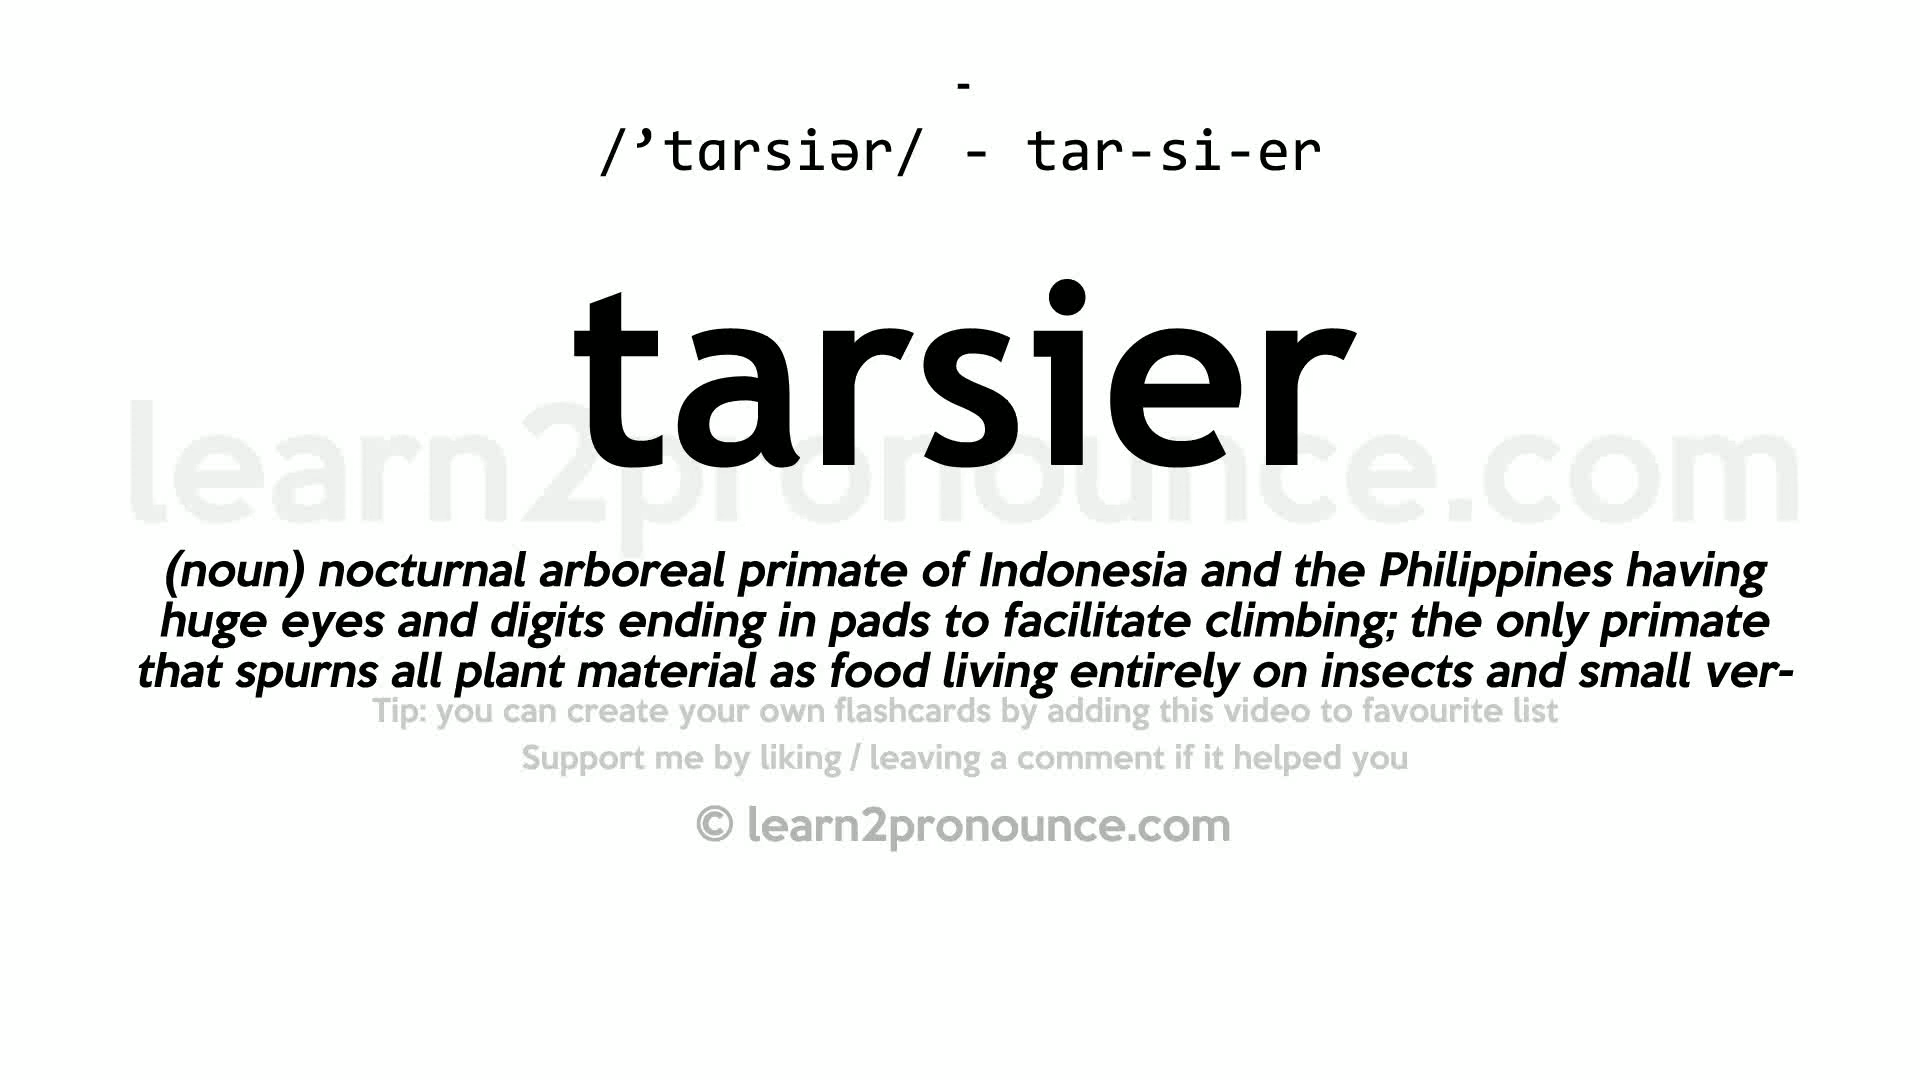 -
/’tɑrsiər/ - tar-si-er
tarsier
learn2pronounce.com
(noun) nocturnal arboreal primate of Indonesia and the Philippines having
huge eyes and digits ending in pads to facilitate climbing; the only primate
that spurns all plant material as food living entirely on insects and small ver-
Tip: you can create your own flashcards by adding this video to favourite list
Support me by liking / leaving a comment if it helped you
© learn2pronounce.com